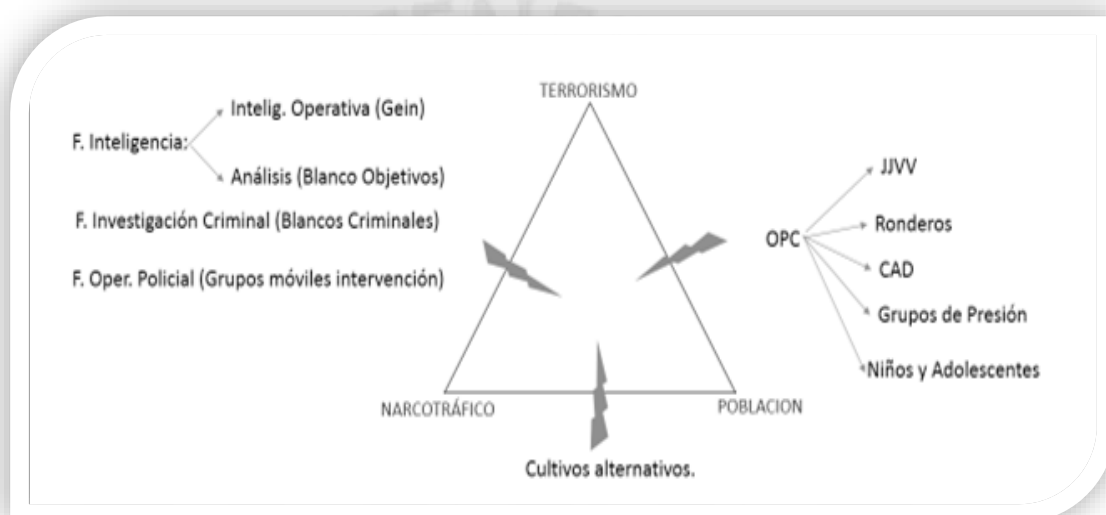 TERRORISMO
F. Inteligencia:
Intelig. Operativa (Gein)
Análisis (Blanco Objetivos)
F. Investigación Criminal (Blancos Criminales)
F. Oper. Policial (Grupos móviles intervención)
OPC
JJVV
Ronderos
CAD
Grupos de Presión
Niños y Adolescentes
NARCOTRÁFICO
POBLACION
Cultivos alternativos.